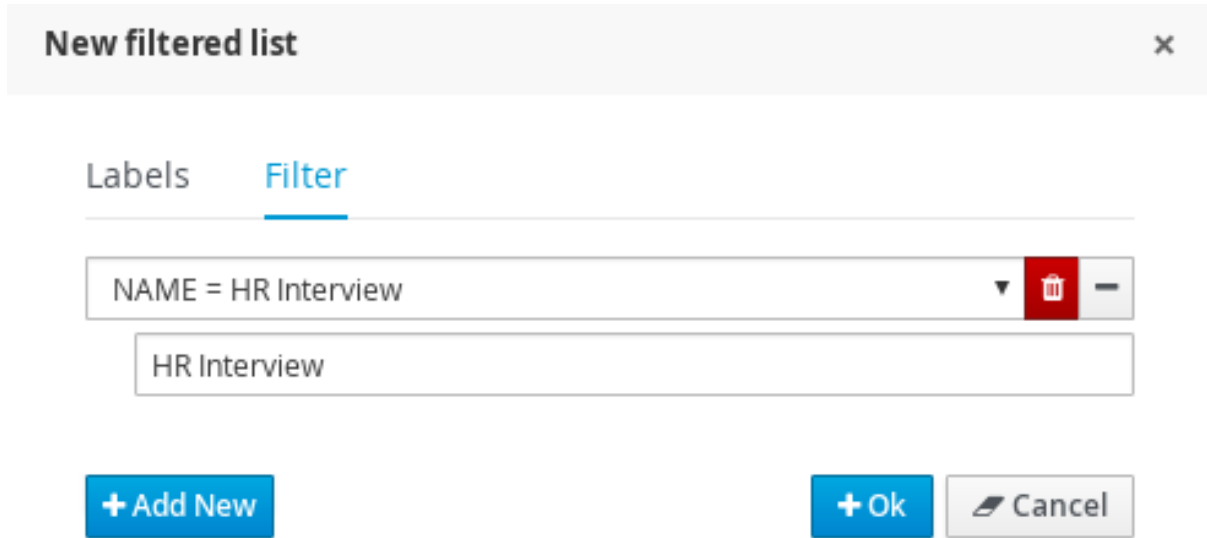 New filtered list
Labels Filter
NAME = HR Interview
HR Interview
Add New Ok Cancel